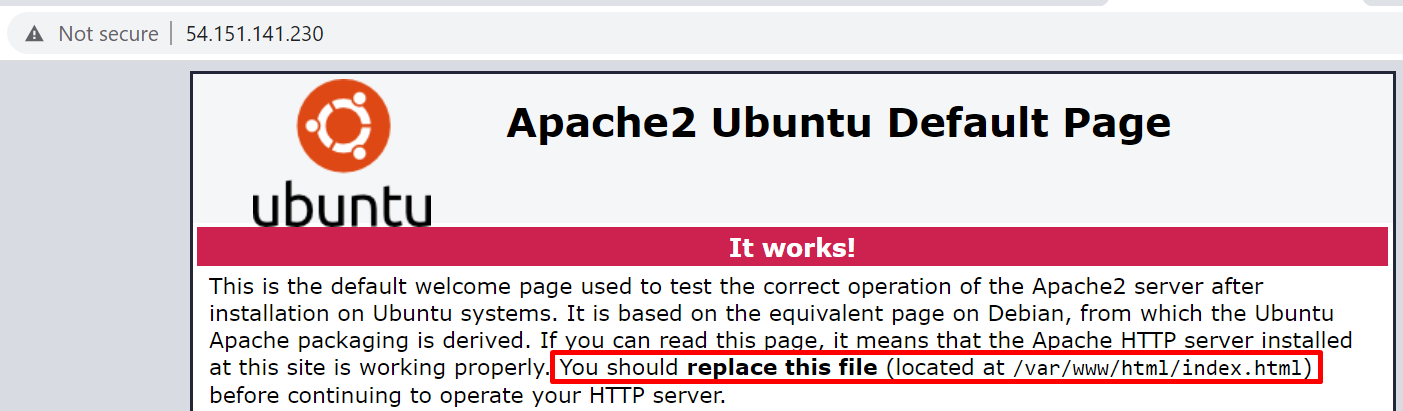 Not secure | 54.151.141.230
Apache2 Ubuntu Default Page
ubuntu
It works!
This is the default welcome page used to test the correct operation of the Apache2 server after
installation on Ubuntu systems. It is based on the equivalent page on Debian, from which the Ubuntu
Apache packaging is derived. If you can read this page, it means that the Apache HTTP server installed
at this site is working properly. You should replace this file (located at /var/www/html/index.html)
before continuing to operate your HTTP server.